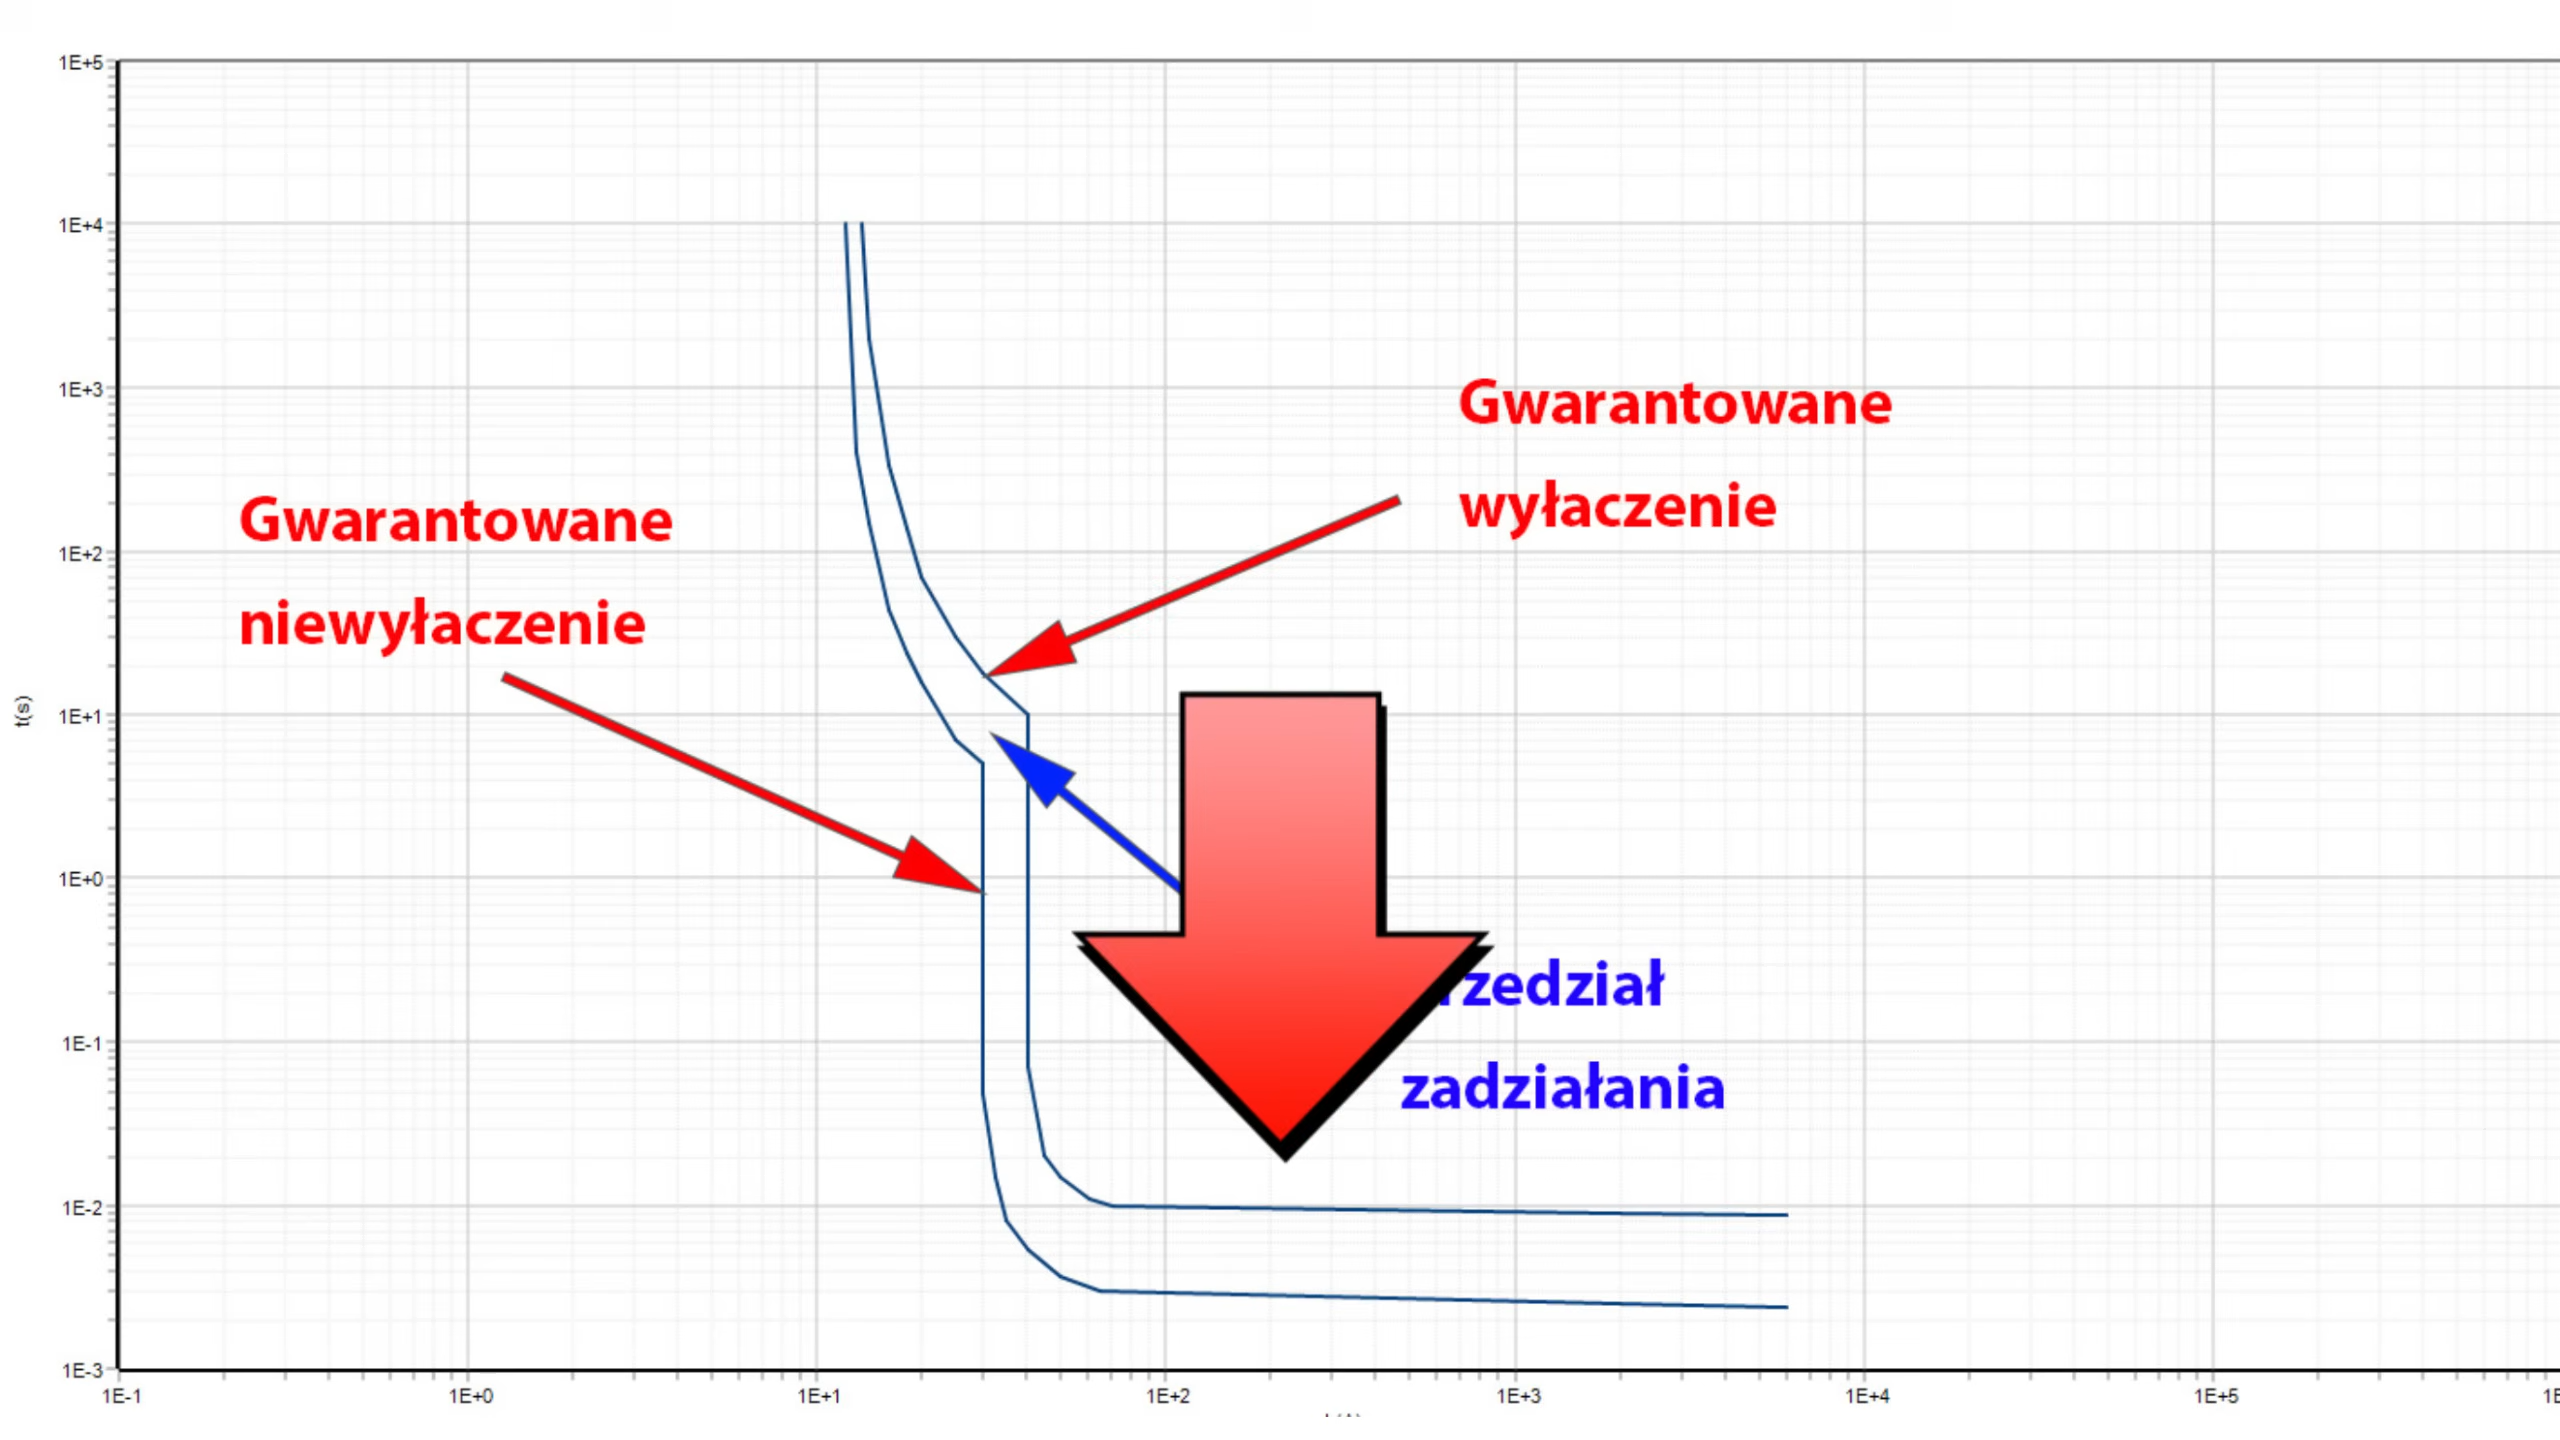 1E+5
1E+4
1E+3
Gwarantowane
wyłaczenie
Gwarantowane
niewyłaczenie
1E+2
t(s)
1E+1
1E+0
rzedział
zadziałania
1E-1
1E-2
1E-3
1E-1 1E+0 1E+1 1E+2 1E+3 1E+4 1E+5